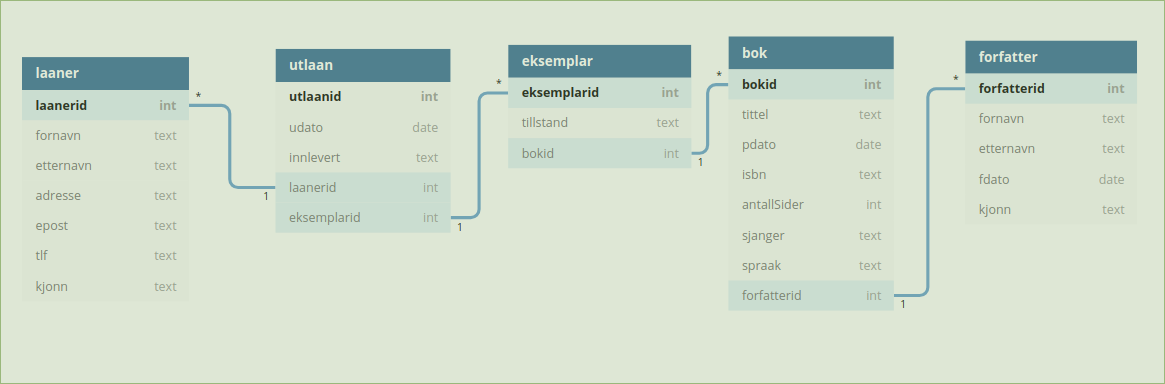 laaner
laanerid int
fornavn text
etternavn text
adresse text
epost text
tlf text
kjonn text
*
1
utlaan
utlaanid int
udato date
innlevert text
laanerid int
eksemplarid int
*
1
eksemplar
eksemplarid int
tillstand text
bokid int
*
1
bok
bokid int
tittel text
pdato date
isbn text
antallSider int
sjanger text
spraak text
forfatterid int
*
1
forfatter
forfatterid int
fornavn text
etternavn text
fdato date
kjonn text